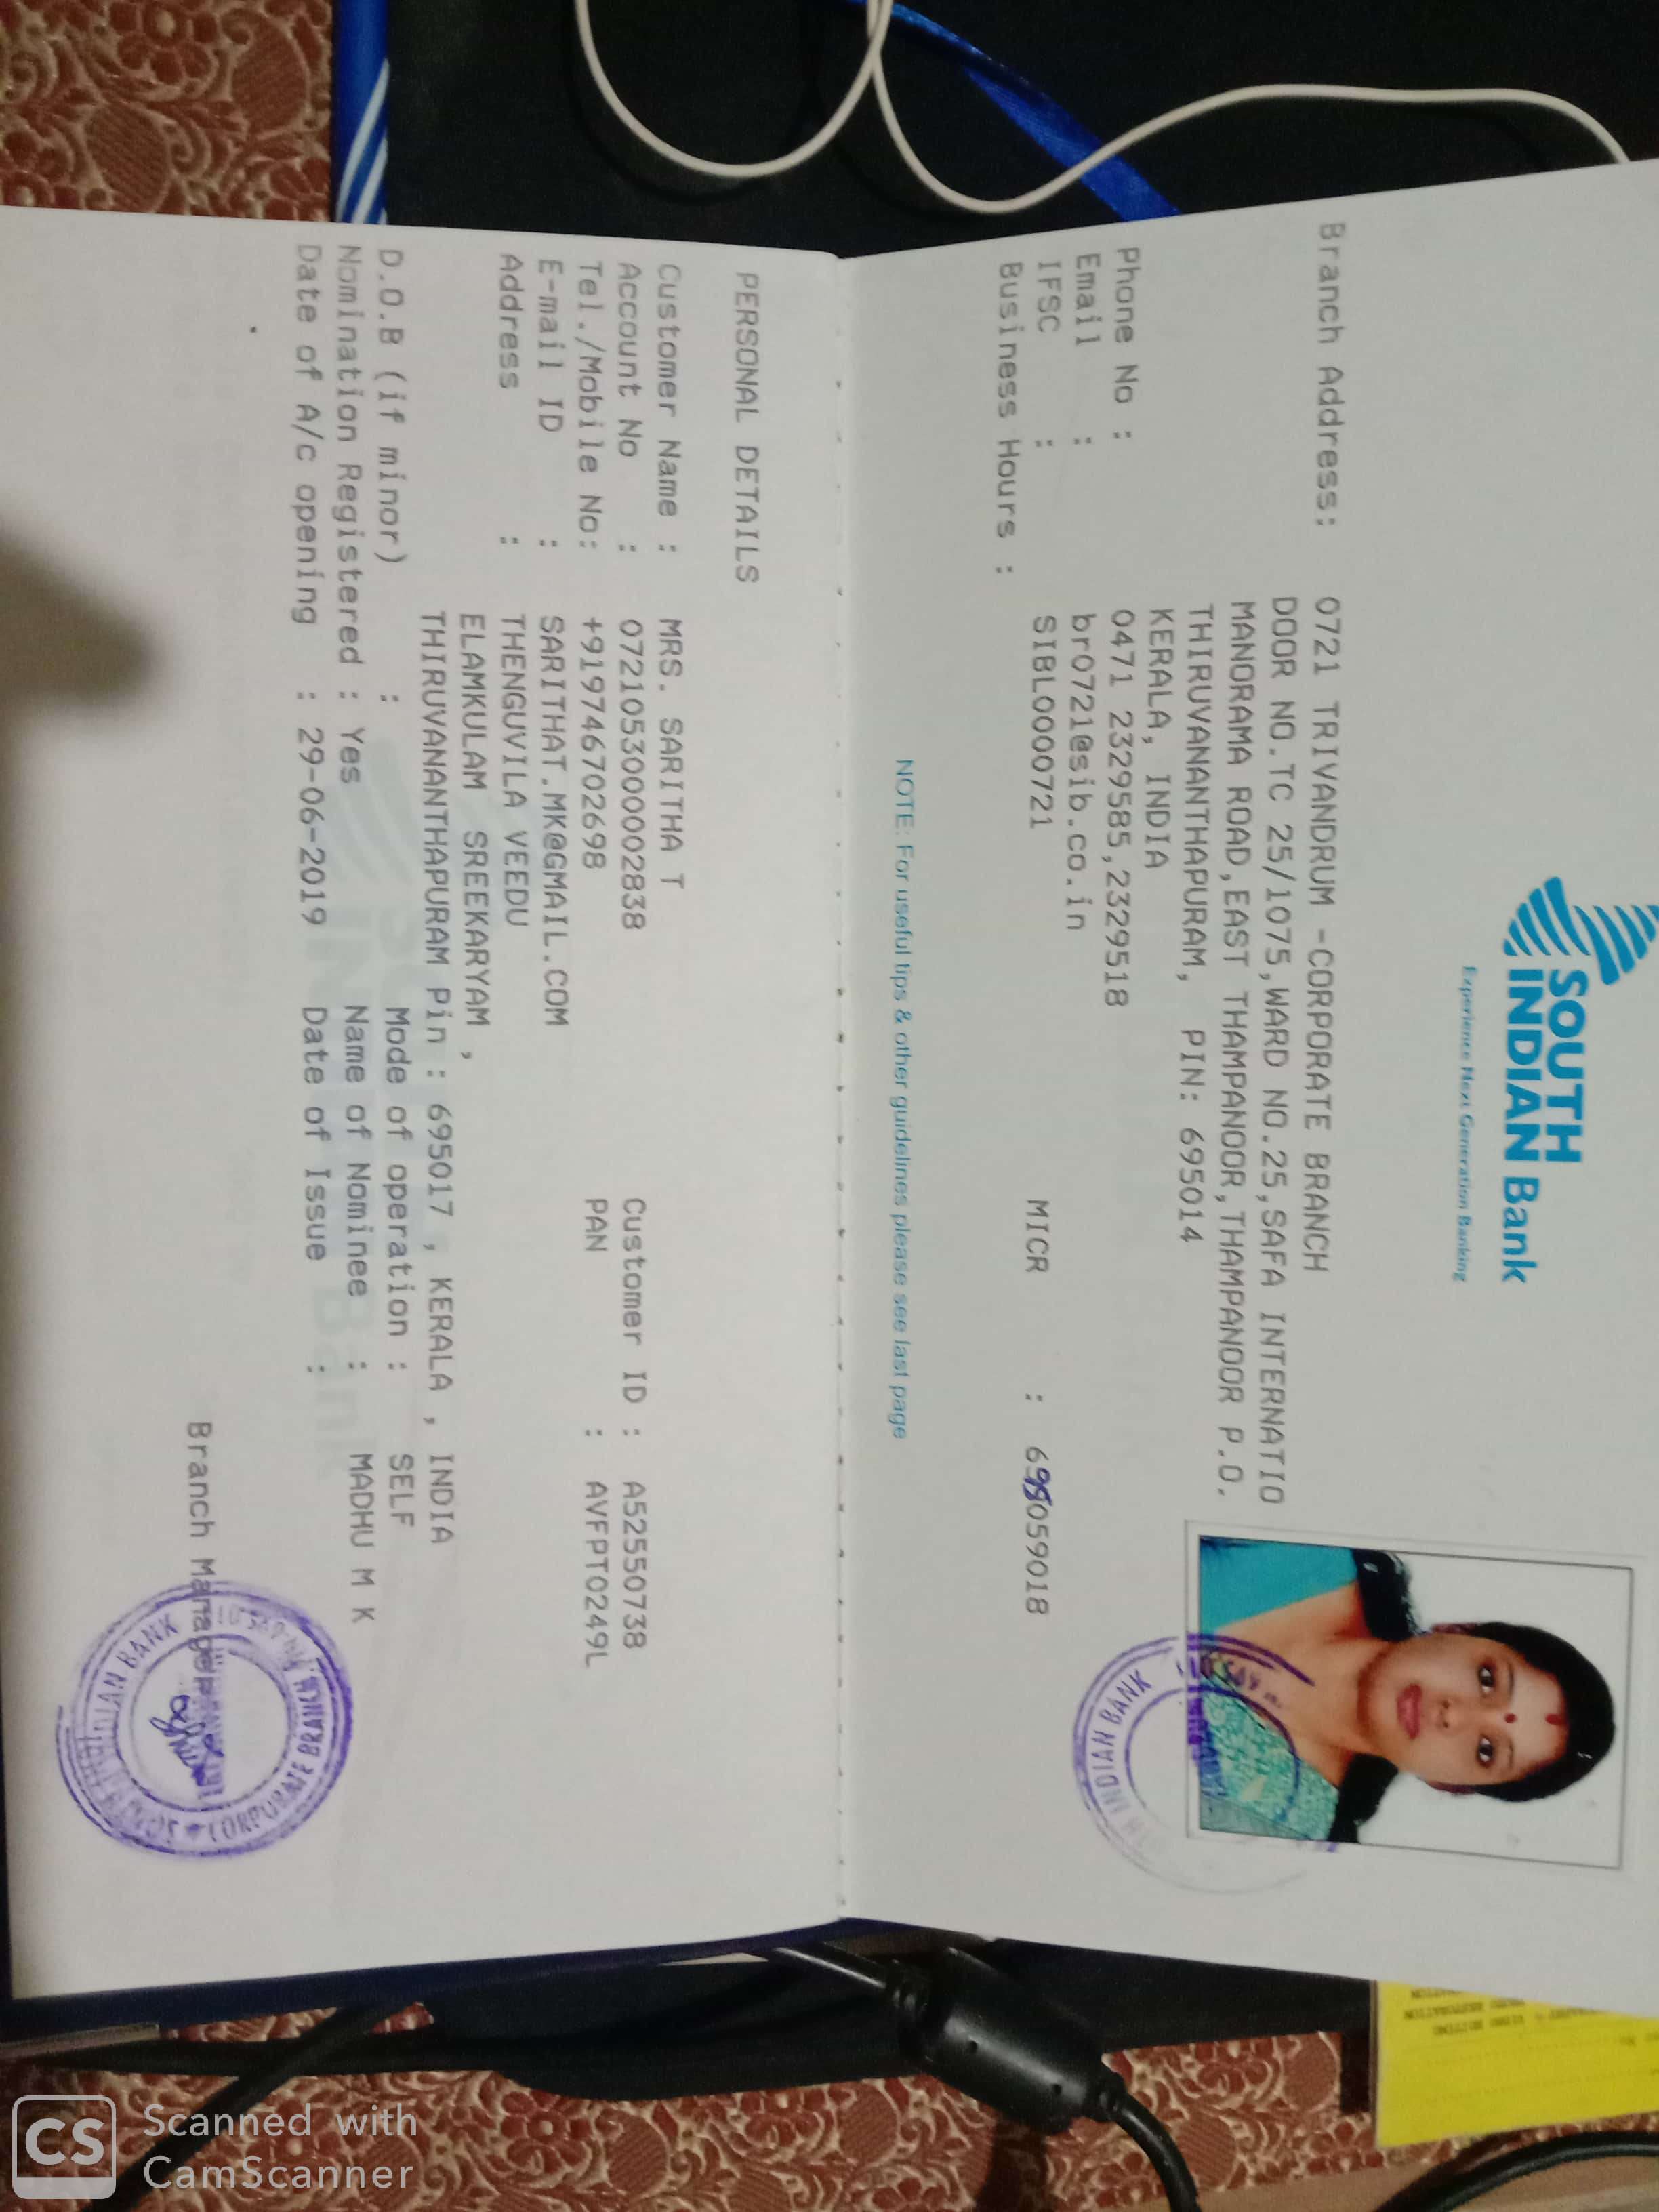 SOUTH
INDIAN Bank
Experience Next Generation Banking
Branch Address: 0721 TRIVANDRUM -CORPORATE BRANCH
DOOR NO.TC 25/1075,WARD NO.25,SAFA INTERNATIO
MANORAMA ROAD,EAST THAMPANOOR,THAMPANOOR P.O.
THIRUVANANTHAPURAM, PIN: 695014
KERALA, INDIA
Phone No : 0471 2329585,2329518
Email : br0721@sib.co.in
IFSC : SIBL0000721 MICR : 695059018
Business Hours :
NOTE: For useful tips & other guidelines please see last page
PERSONAL DETAILS
Customer Name : MRS. SARITHA T
Account No : 0721053000002838 Customer ID : A52550738
Tel./Mobile No: +919746702698 PAN : AVFPT0249L
E-mail ID : SARITHAT.MK@GMAIL.COM
Address : THENGUVILA VEEDU
ELAMKULAM SREEKARYAM ,
THIRUVANANTHAPURAM Pin : 695017 , KERALA , INDIA
D.O.B (if minor) : Mode of operation : SELF
Nomination Registered : Yes Name of Nominee : MADHU M K
Date of A/c opening : 29-06-2019 Date of Issue :
Branch Manager
INDIAN BANK
CORPORATE BRANCH
INDIAN BANK
CS
Scanned with
CamScanner